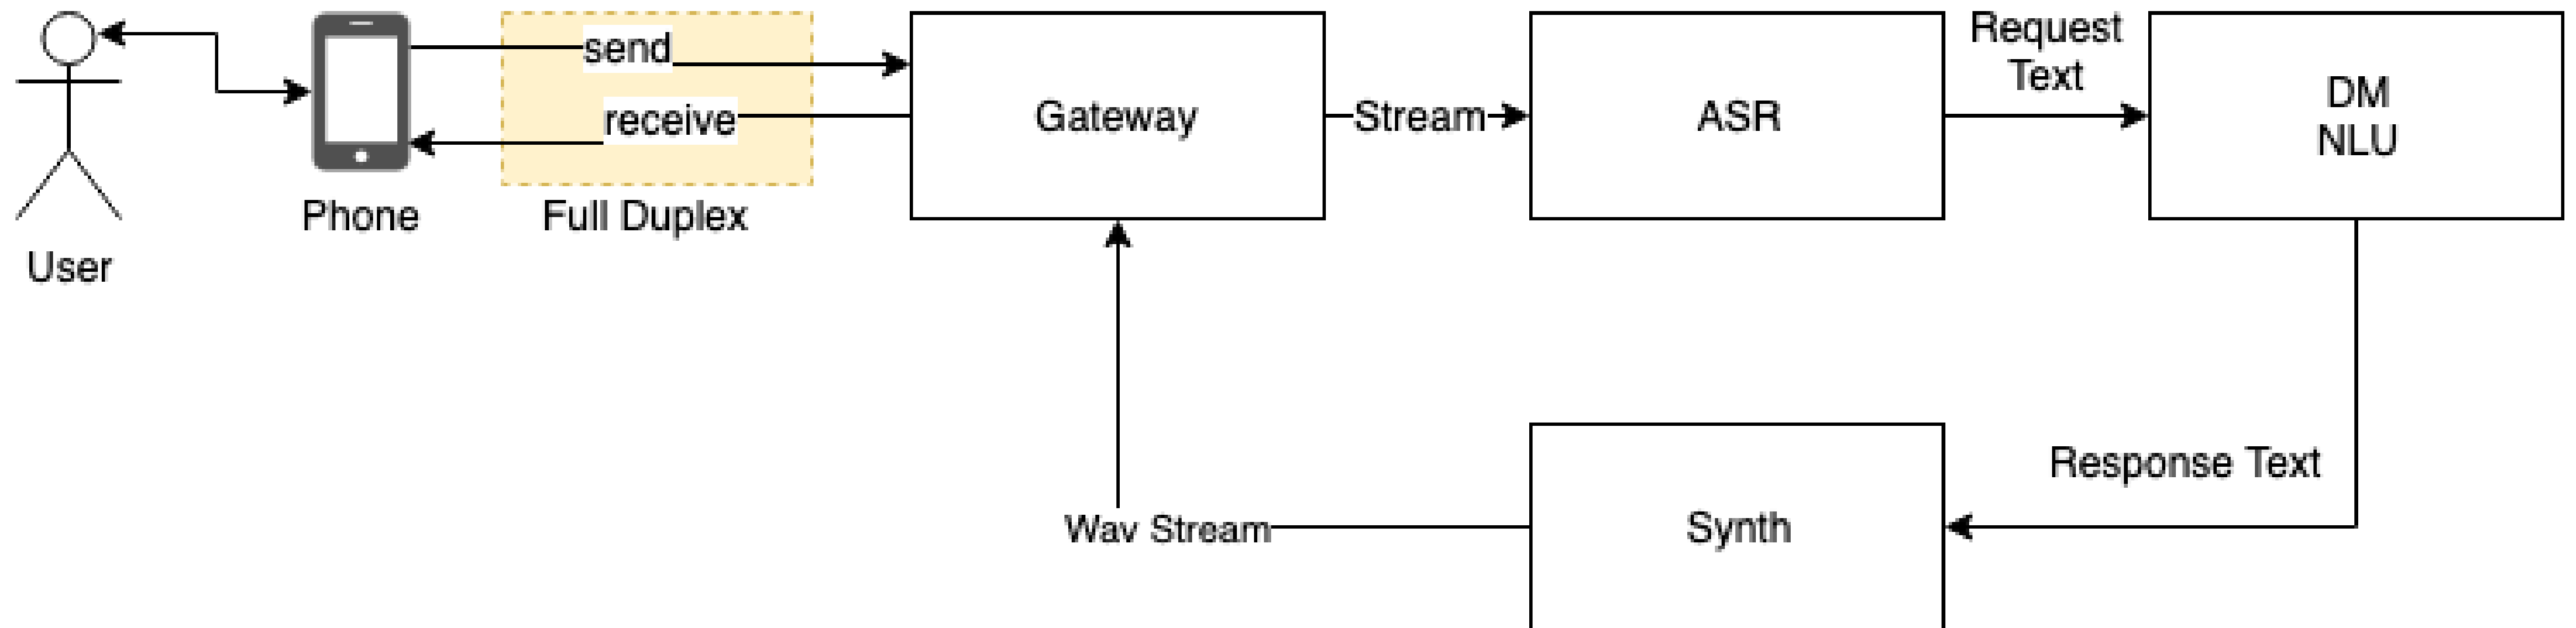 send
receive
Phone
Full Duplex
User
Gateway
Stream
ASR
Request
Text
DM
NLU
Response Text
Synth
Wav Stream